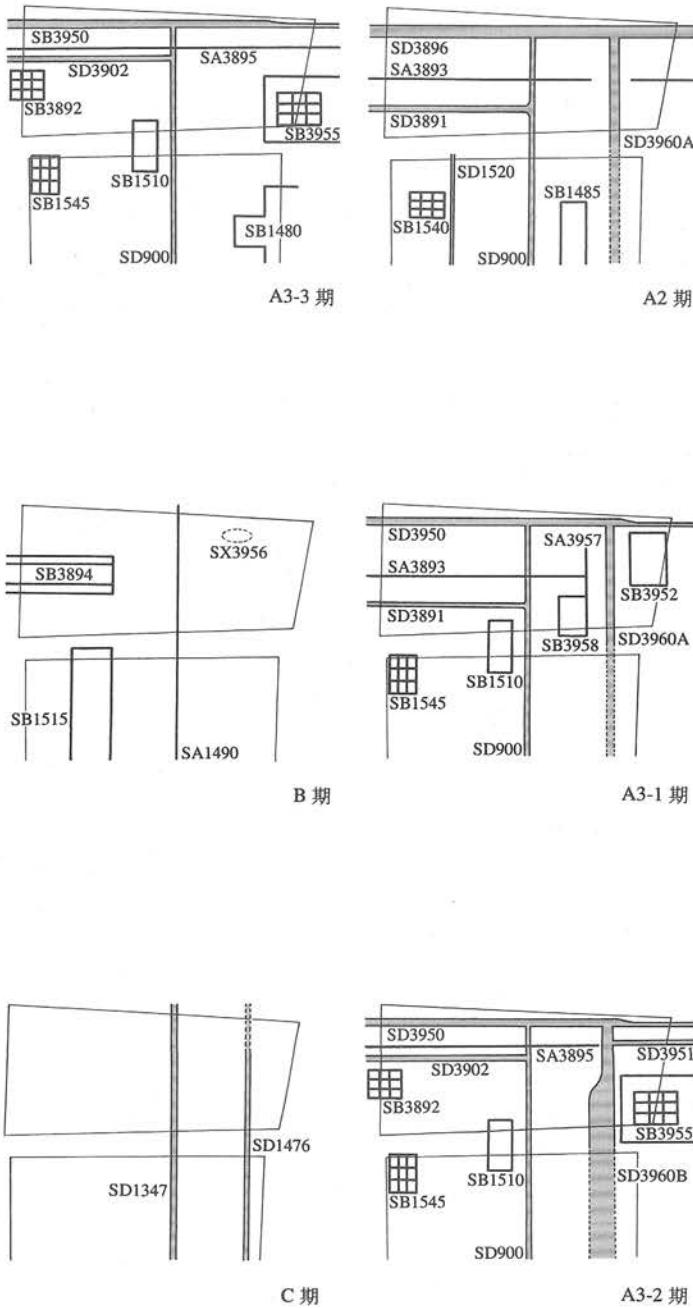 SB3950
SA3895
SD3902
SB3892
SB3955
SB1510
SB1545
SB1480
SD900
A3-3 期
SD3896
SA3893
SD3891
SD3960A
SD1520
SB1485
SB1540
SD900
A2 期
SX3956
SB3894
SB1515
SA1490
B 期
SD3950
SA3957
SA3893
SB3952
SD3891
SB3958
SD3960A
SB1510
SB1545
SD900
A3-1 期
SD1476
SD1347
C 期
SD3950
SA3895
SD3951
SD3902
SB3892
SB3955
SB1510
SD3960B
SB1545
SD900
A3-2 期